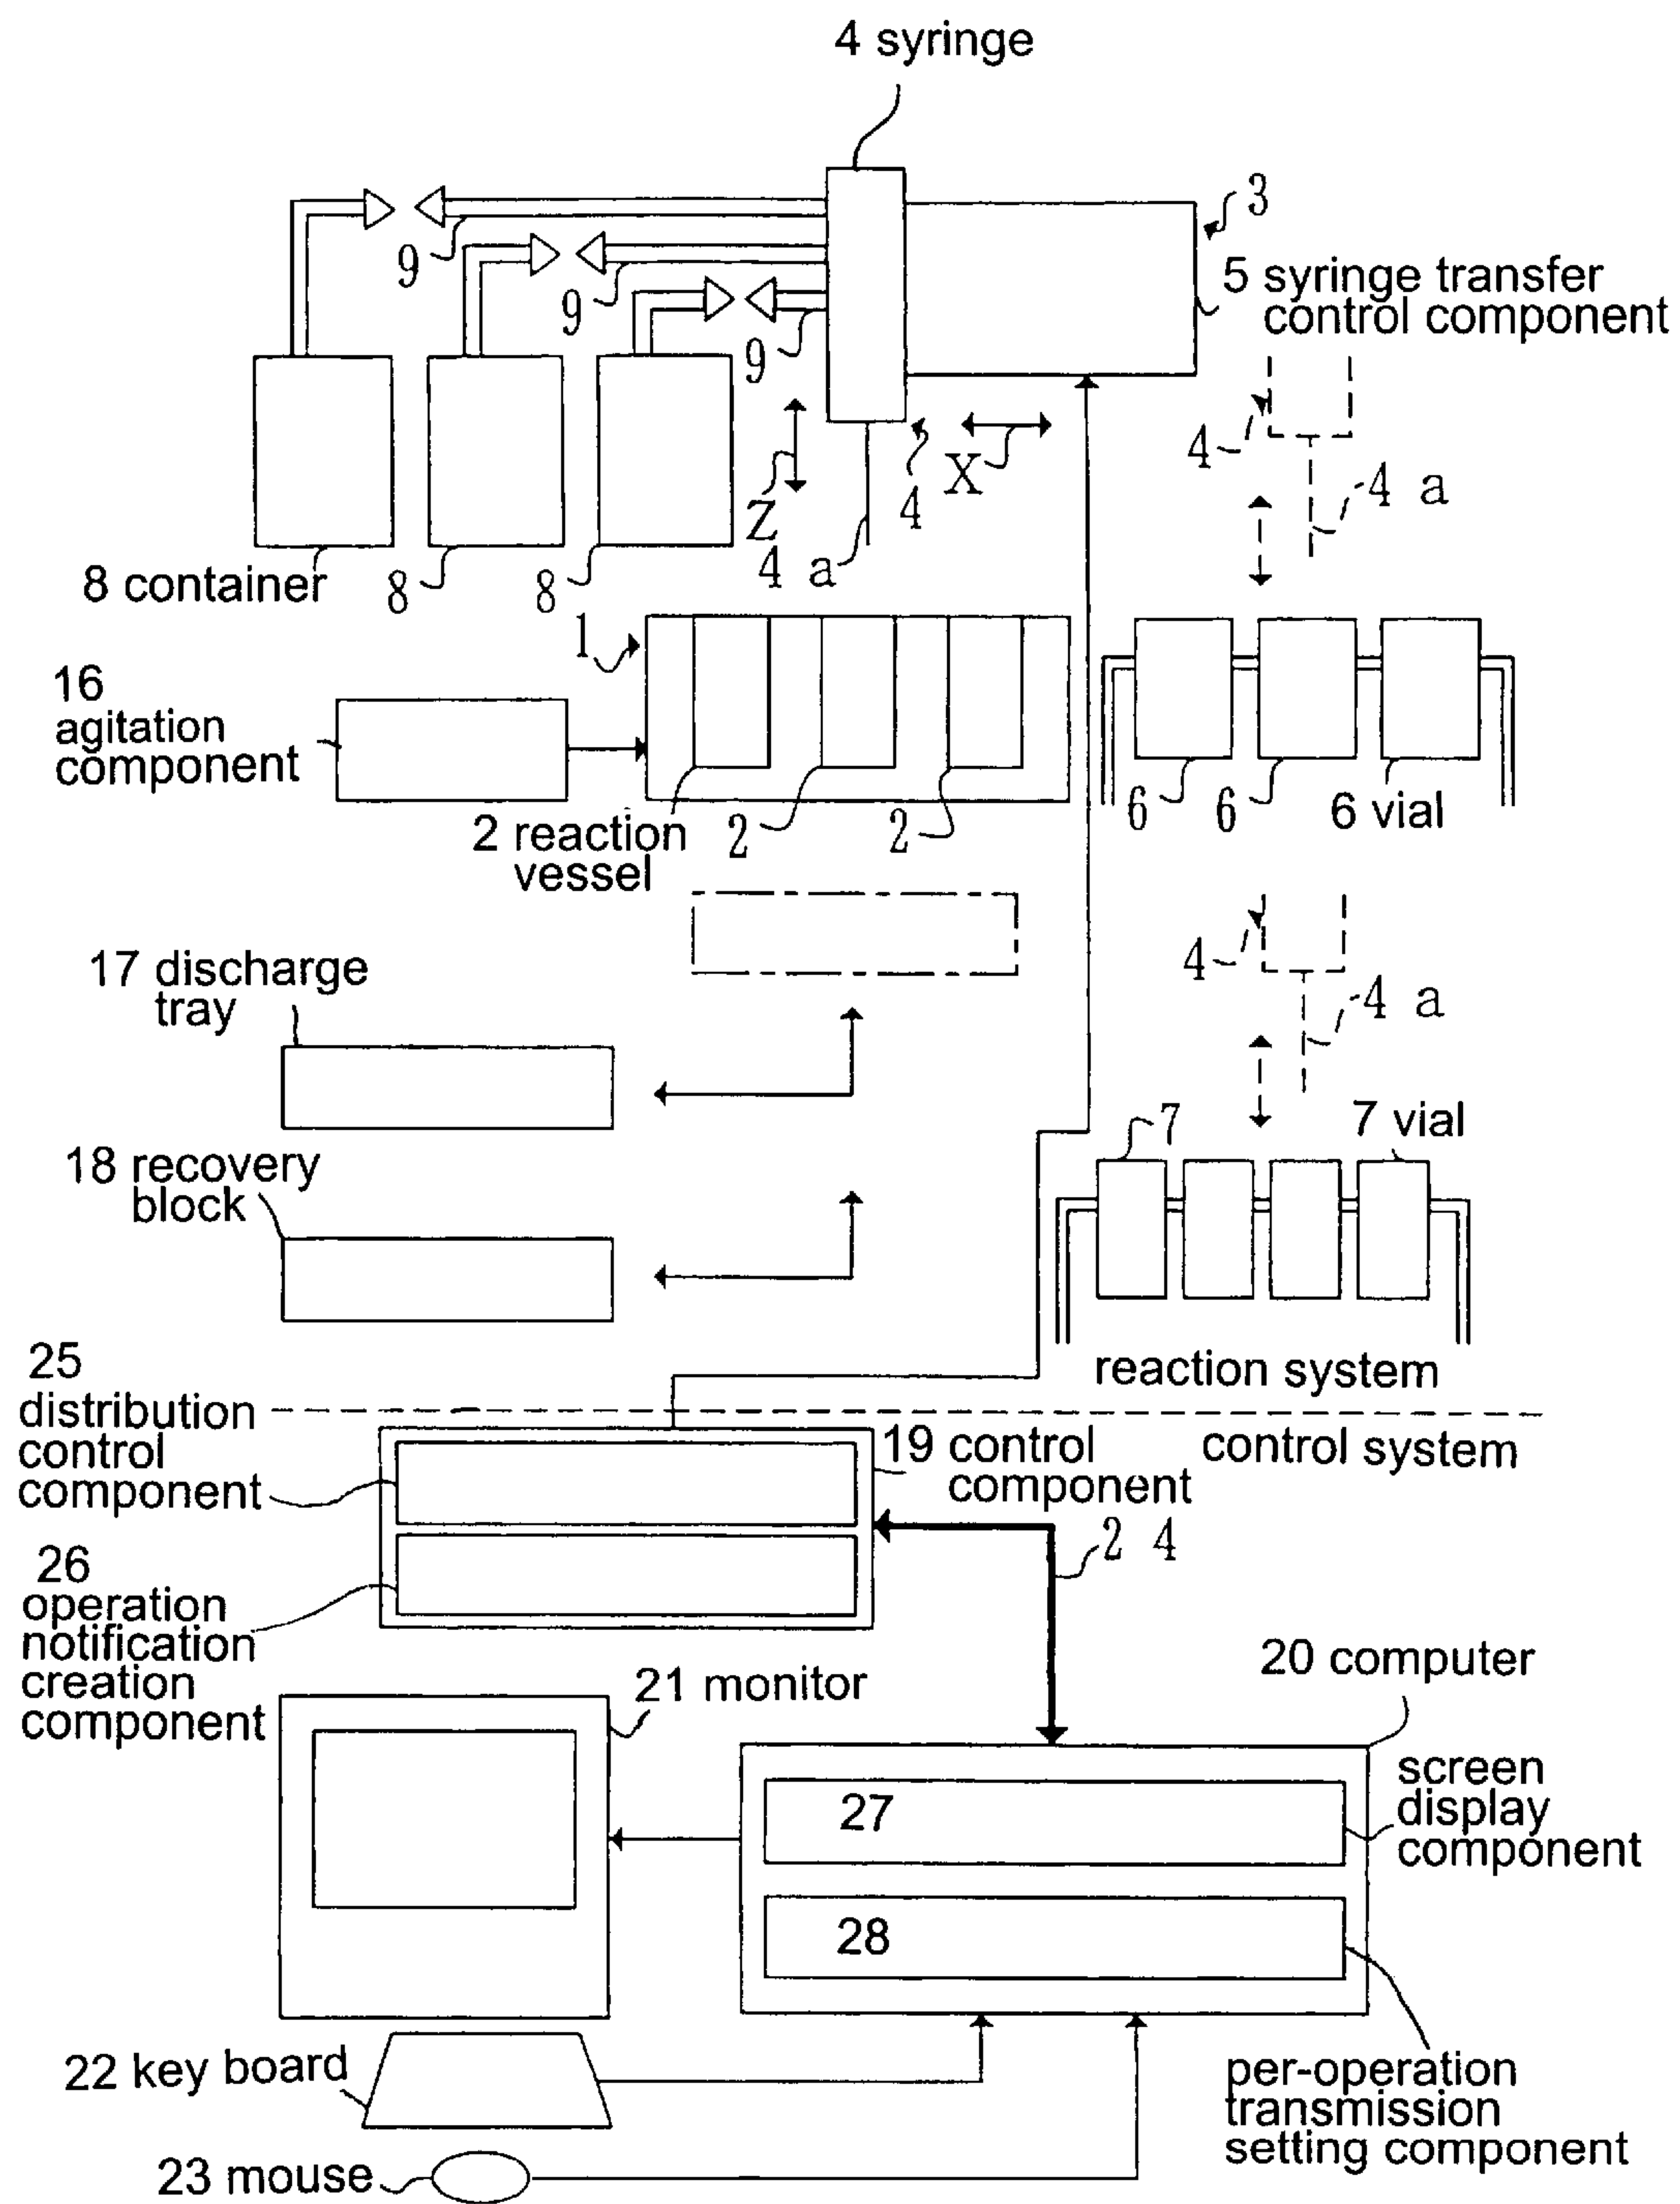 4 syringe
3
9
9
9
5 syringe transfer
control component
Z
X
4
4 a
4
4 a
8 container
8
8
1
16
agitation
component
2 reaction
vessel
2
2
6
6
6 vial
4
4 a
17 discharge
tray
7
7 vial
18 recovery
block
reaction system
25
distribution
control
component
control system
19 control
component
2 4
26
operation
notification
creation
component
21 monitor
20 computer
27
screen
display
component
28
22 key board
per-operation
transmission
setting component
23 mouse